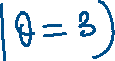 |θ = 3)